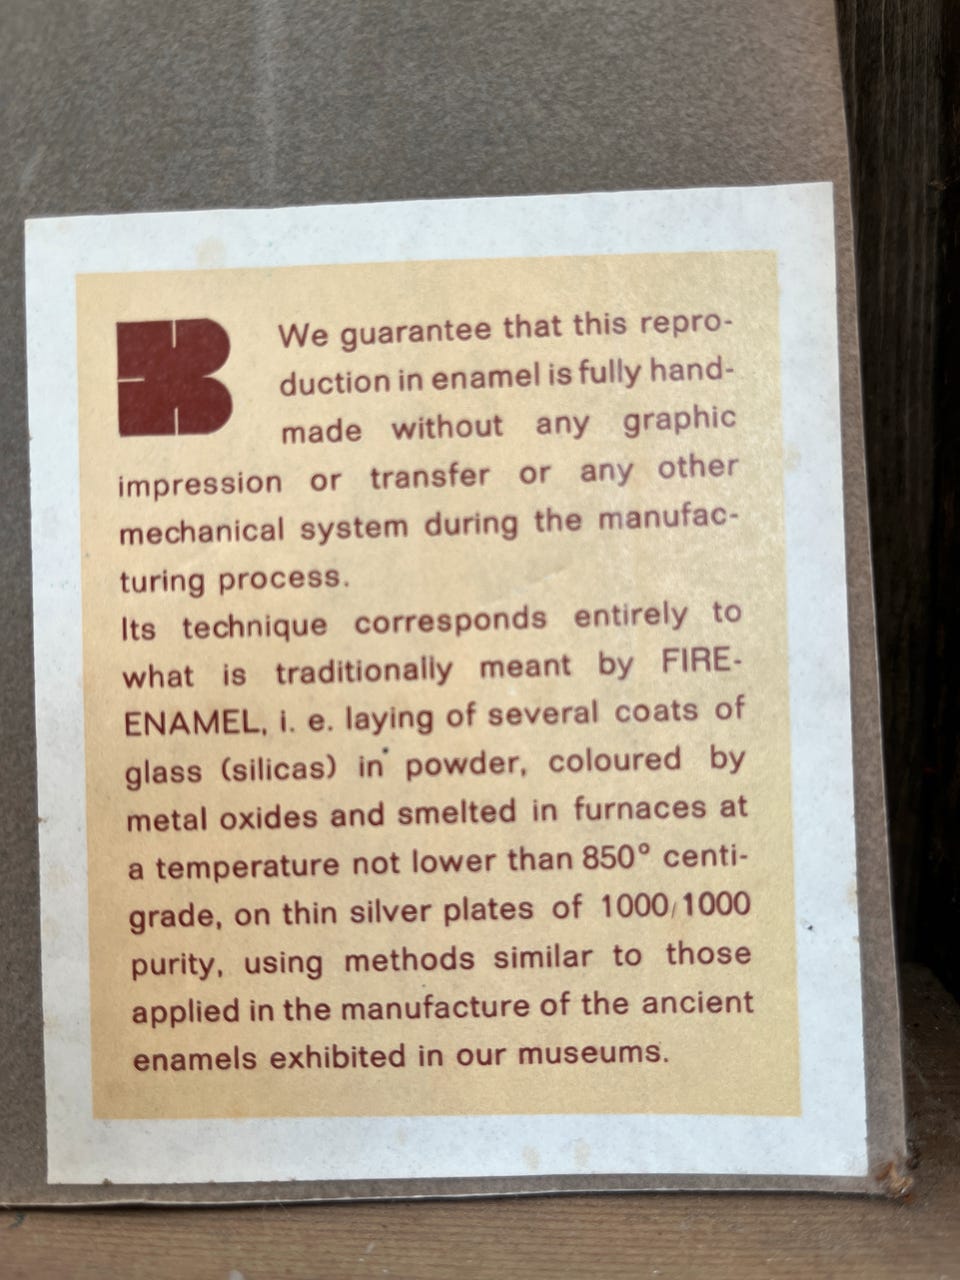 B
We guarantee that this repro-
duction in enamel is fully hand-
made without any graphic
impression or transfer or any other
mechanical system during the manufac-
turing process.
Its technique corresponds entirely to
what is traditionally meant by FIRE-
ENAMEL, i. e. laying of several coats of
glass (silicas) in powder, coloured by
metal oxides and smelted in furnaces at
a temperature not lower than 850° centi-
grade, on thin silver plates of 1000/1000
purity, using methods similar to those
applied in the manufacture of the ancient
enamels exhibited in our museums.